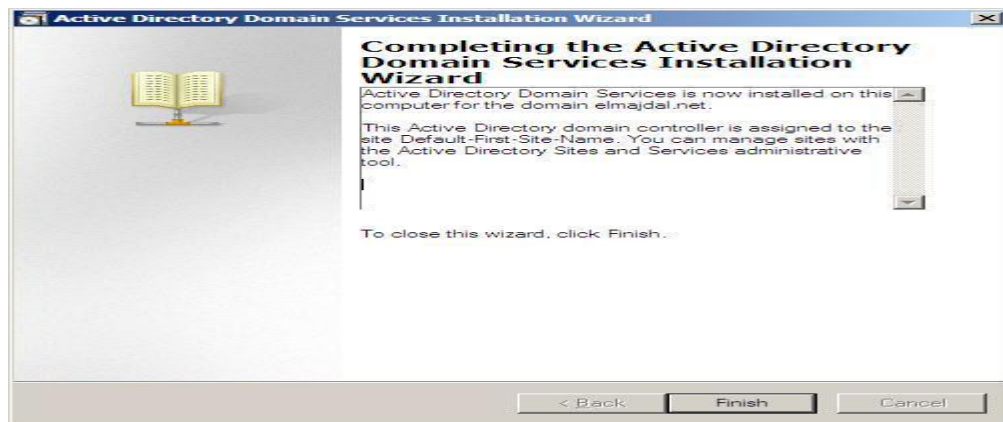 Active Directory Domain Services Installation Wizard
Completing the Active Directory
Domain Services Installation
Wizard
Active Directory Domain Services is now installed on this
computer for the domain elmajdal.net.
This Active Directory domain controller is assigned to the
site Default-First-Site-Name. You can manage sites with
the Active Directory Sites and Services administrative
tool.
To close this wizard, click Finish.
< Back Finish Cancel